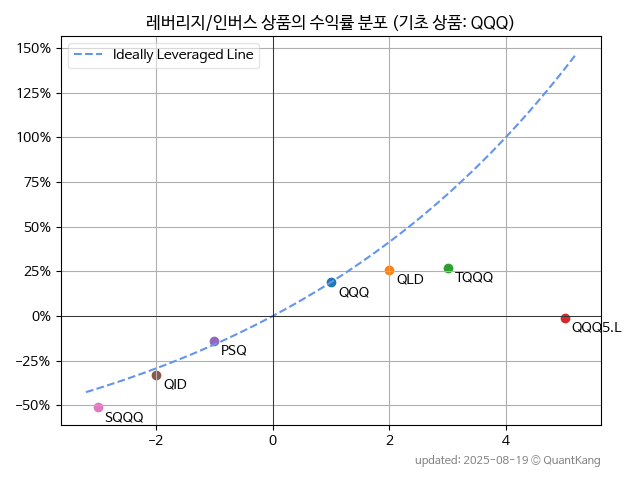 레버리지/인버스 상품의 수익률 분포 (기초 상품: QQQ)
150%
Ideally Leveraged Line
125%
100%
75%
50%
25%
QLD
TQQQ
QQQ
0%
QQQ5.L
PSQ
−25%
QID
−50%
SQQQ
−2
0
2
4
updated: 2025-08-19 © QuantKang